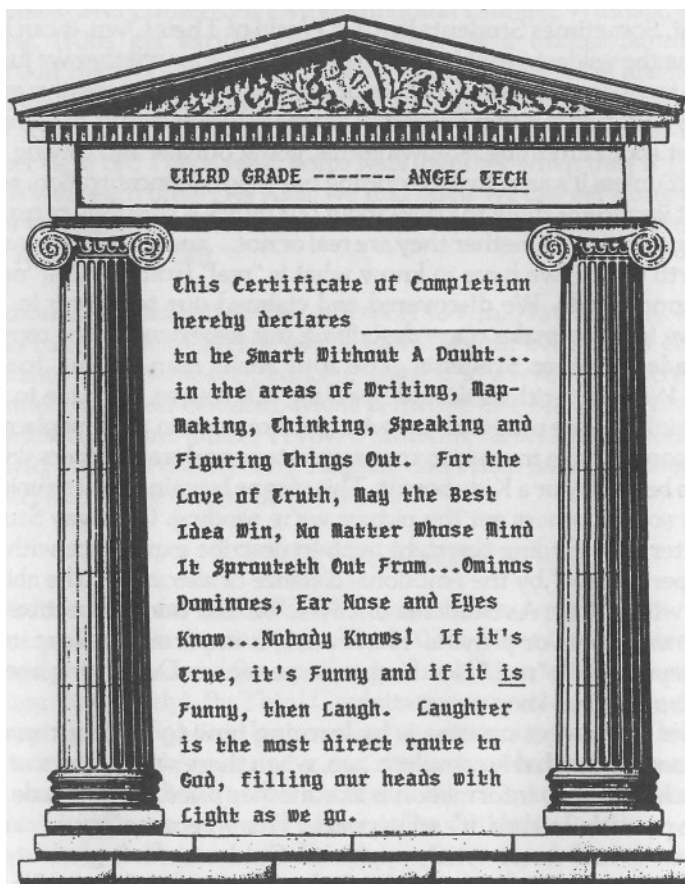 THIRD GRADE ------- ANGEL TECH
This Certificate of Completion
hereby declares
to be Smart Without A Doubt...
in the areas of Writing, Map-
Making, Thinking, Speaking and
Figuring Things Out. For the
Love of Truth, May the Best
Idea Win, No Matter Whose Mind
It Sprouteth Out From...Ominos
Dominoes, Ear Nose and Eyes
Know...Nobody Knows! If it's
True, it's Funny and if it is
Funny, then Laugh. Laughter
is the most direct route to
God, filling our heads with
Light as we go.